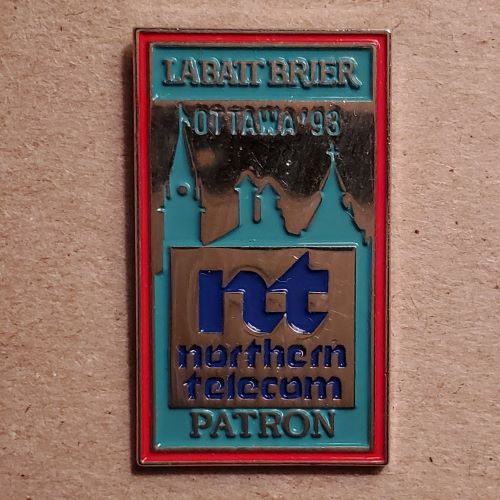 LABATT BRIER
OTTAWA '93
nt
northern
telecom
PATRON